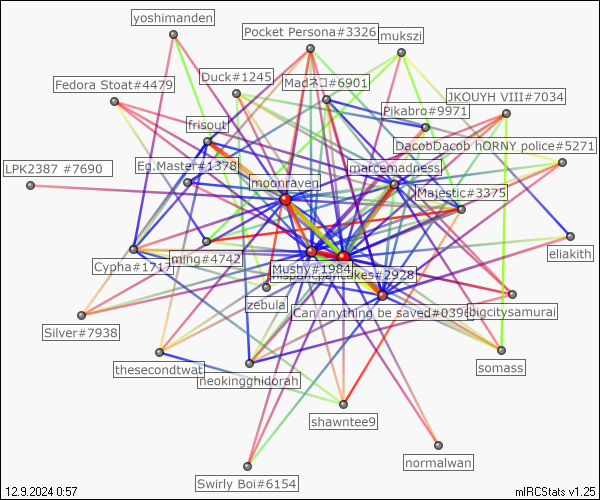 yoshimanden
Pocket Persona#3326
mukszi
Fedora Stoat#4479
Duck#1245
Madネコ#6901
JKOUYH VIII#7034
Pikabro#9971
frisout
DacobDacob hORNY police#5271
LPK2387 #7690
Eg.Master#1378
marcemadness
moonraven
Majestic#3375
eliakith
Cypha#1717
ming#4742
Mushy#1984
#2928
zebula
Can anything be saved#0396
bigcitysamurai
Silver#7938
thesecondtwat
neokingghidorah
somass
shawntee9
normalwan
Swirly Boi#6154
12.9.2024 0:57
mIRCStats v1.25